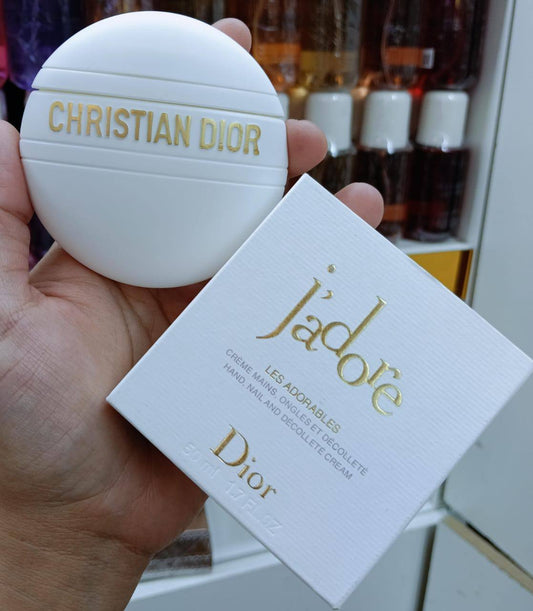 CHRISTIAN DIOR
j'adore
LES ADORABLES
CRÈME MAINS, ONGLES ET DÉCOLLETÉ
HAND, NAIL AND DÉCOLLETÉ CREAM
Dior
50 ml 1.7 FL. OZ